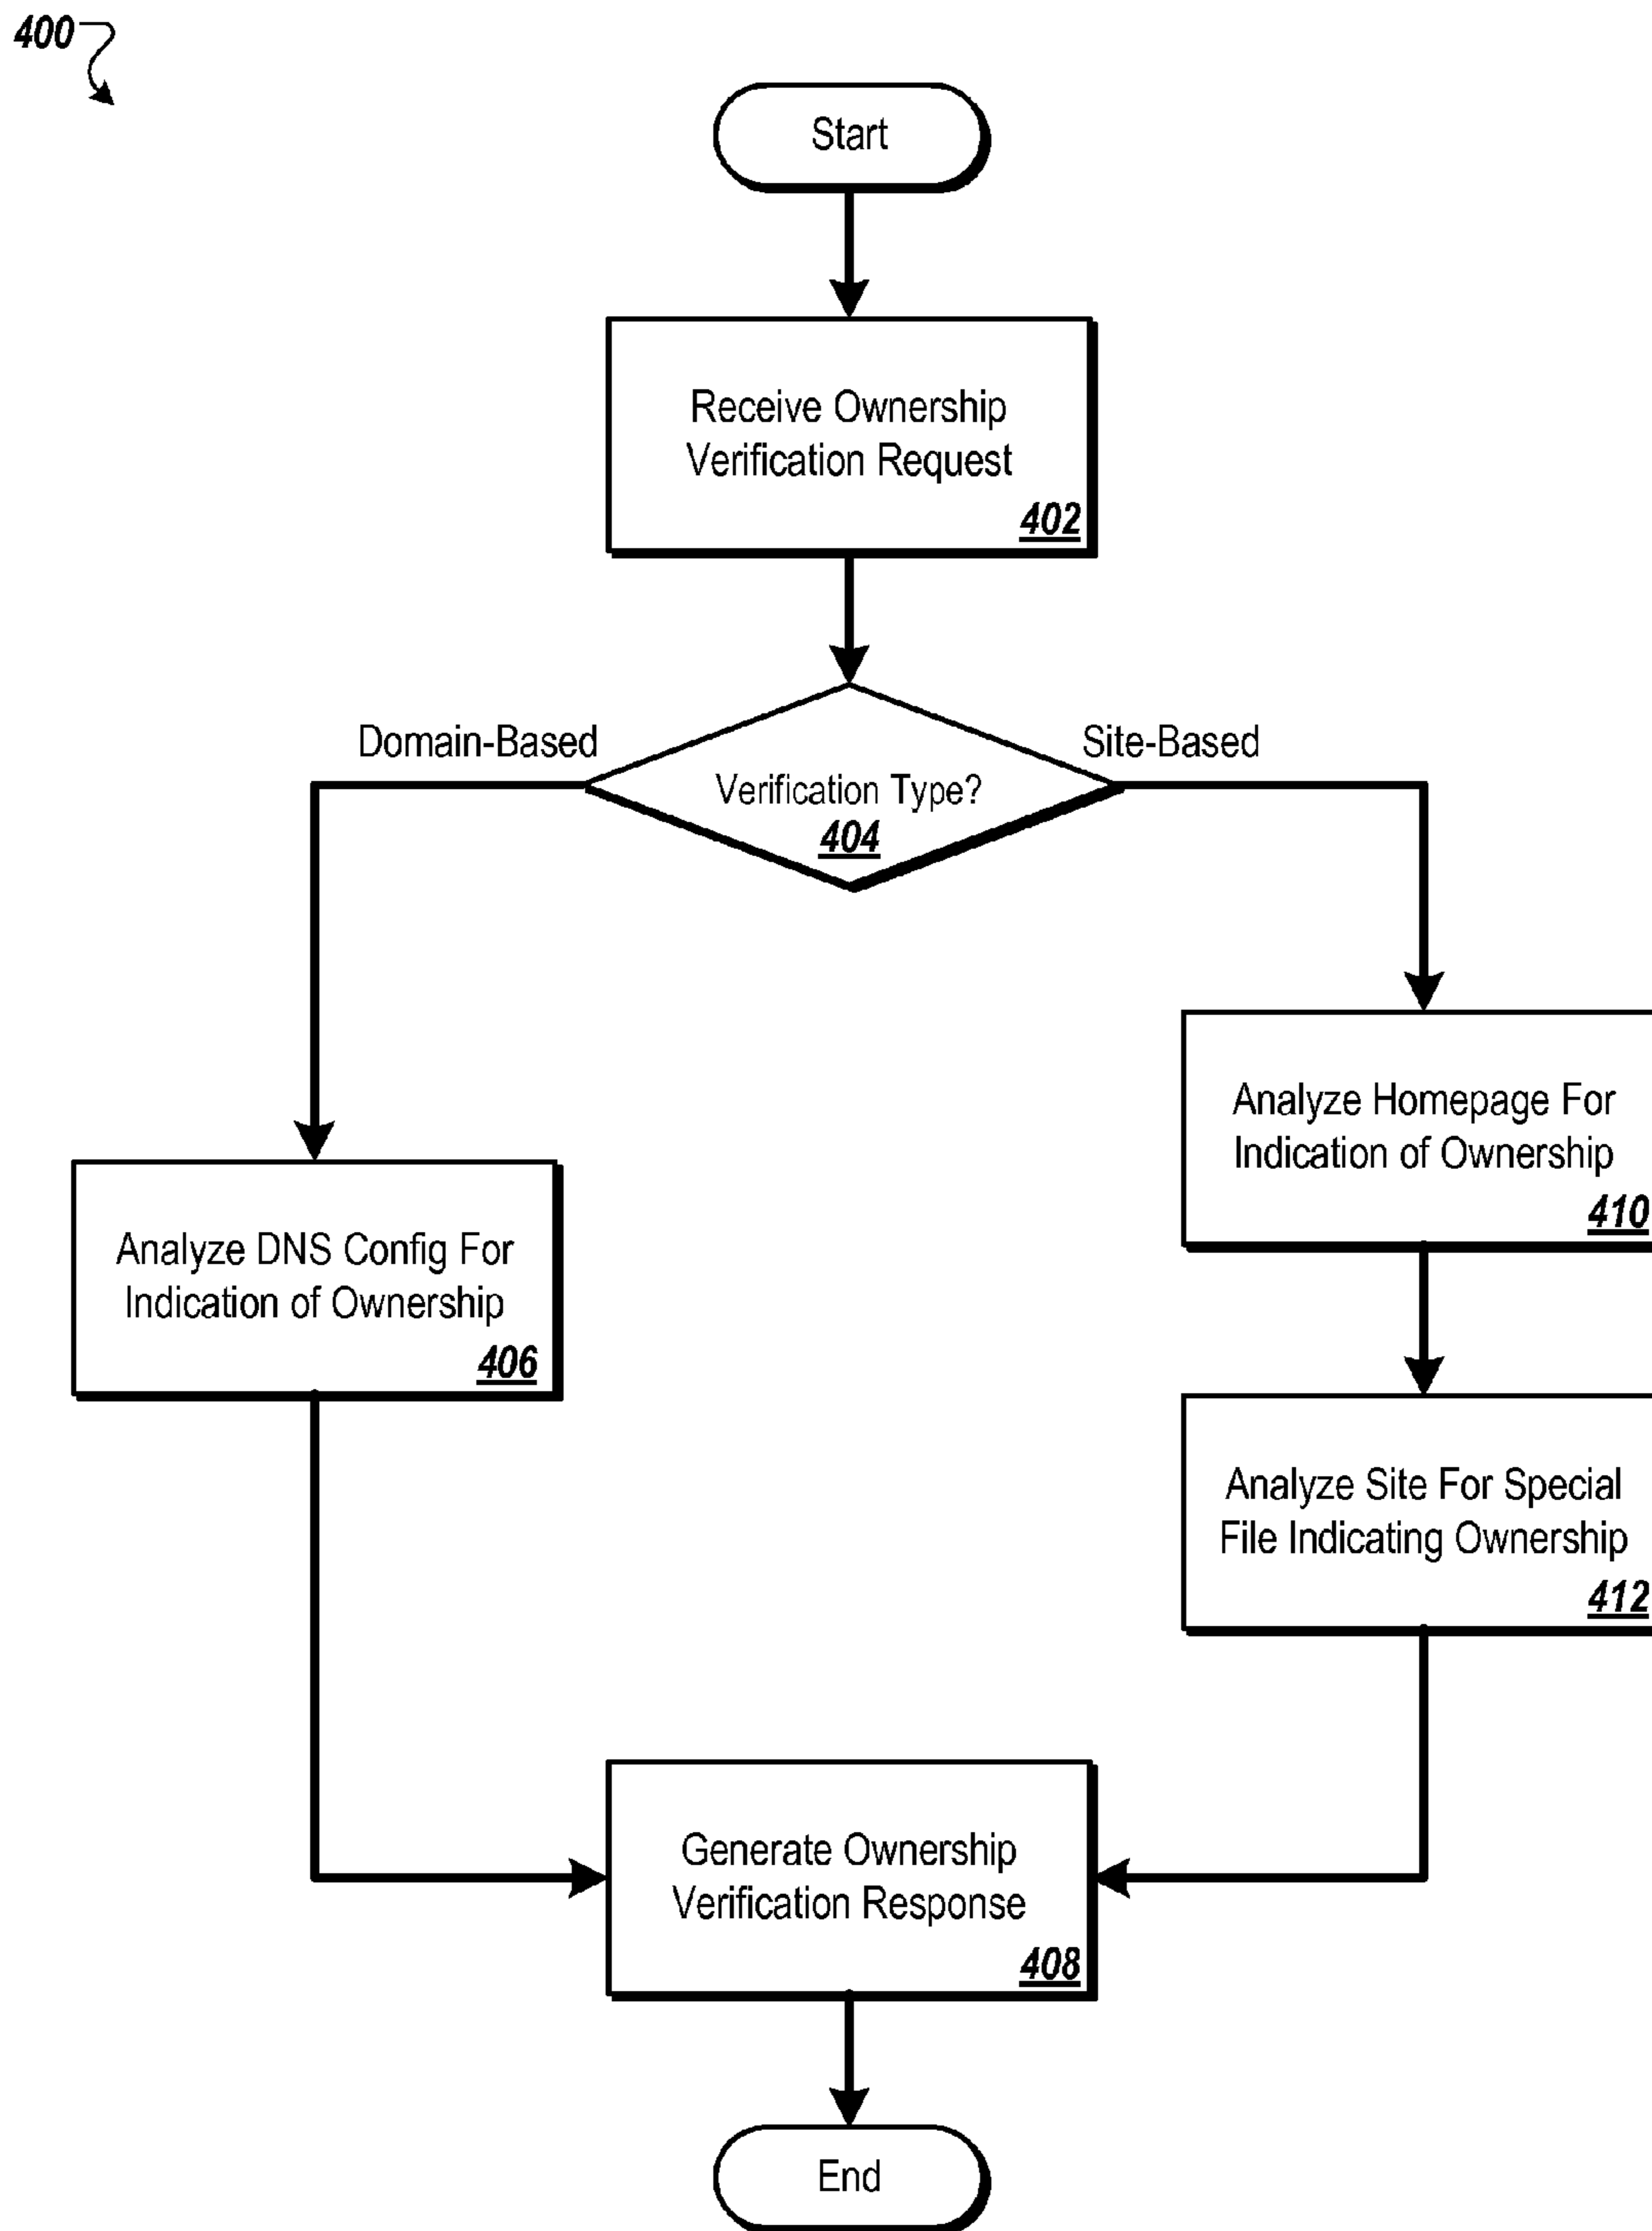 400
Start
Receive Ownership
Verification Request
402
Domain-Based
Site-Based
Verification Type?
404
Analyze Homepage For
Indication of Ownership
410
Analyze DNS Config For
Indication of Ownership
406
Analyze Site For Special
File Indicating Ownership
412
Generate Ownership
Verification Response
408
End